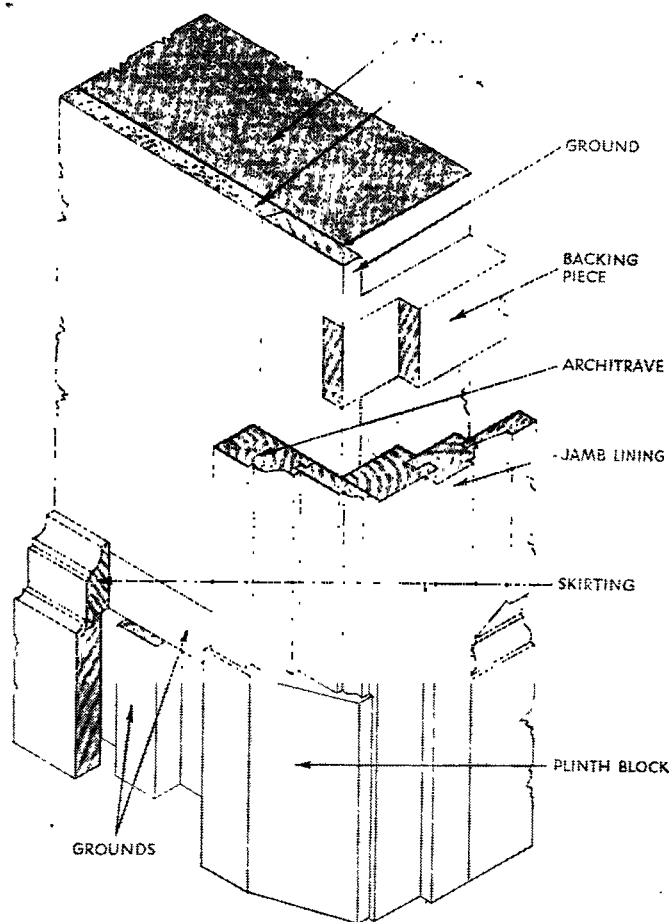 GROUND
BACKING
PIECE
ARCHITRAVE
JAMB LINING
SKIRTING
PLINTH BLOCK
GROUNDS